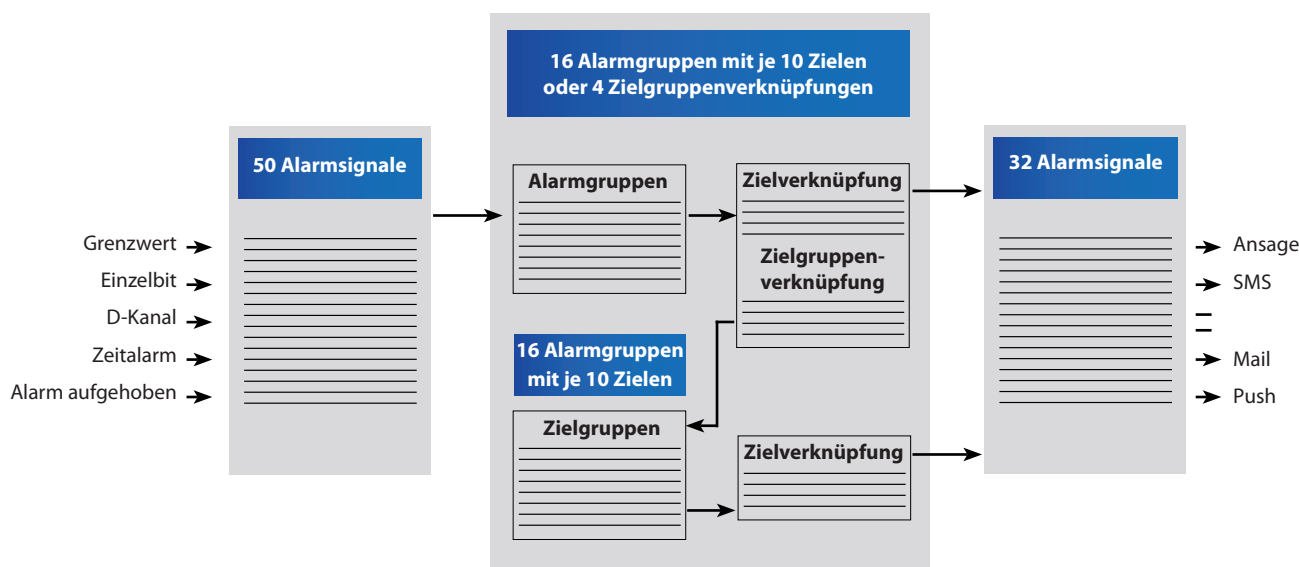 16 Alarmgruppen mit je 10 Zielen
oder 4 Zielgruppenverknüpfungen
50 Alarmsignale
Grenzwert
Einzelbit
D-Kanal
Zeitalarm
Alarm aufgehoben
Alarmgruppen
Zielverknüpfung
Zielgruppen-
verknüpfung
16 Alarmgruppen
mit je 10 Zielen
Zielgruppen
Zielverknüpfung
32 Alarmsignale
Ansage
SMS
Mail
Push